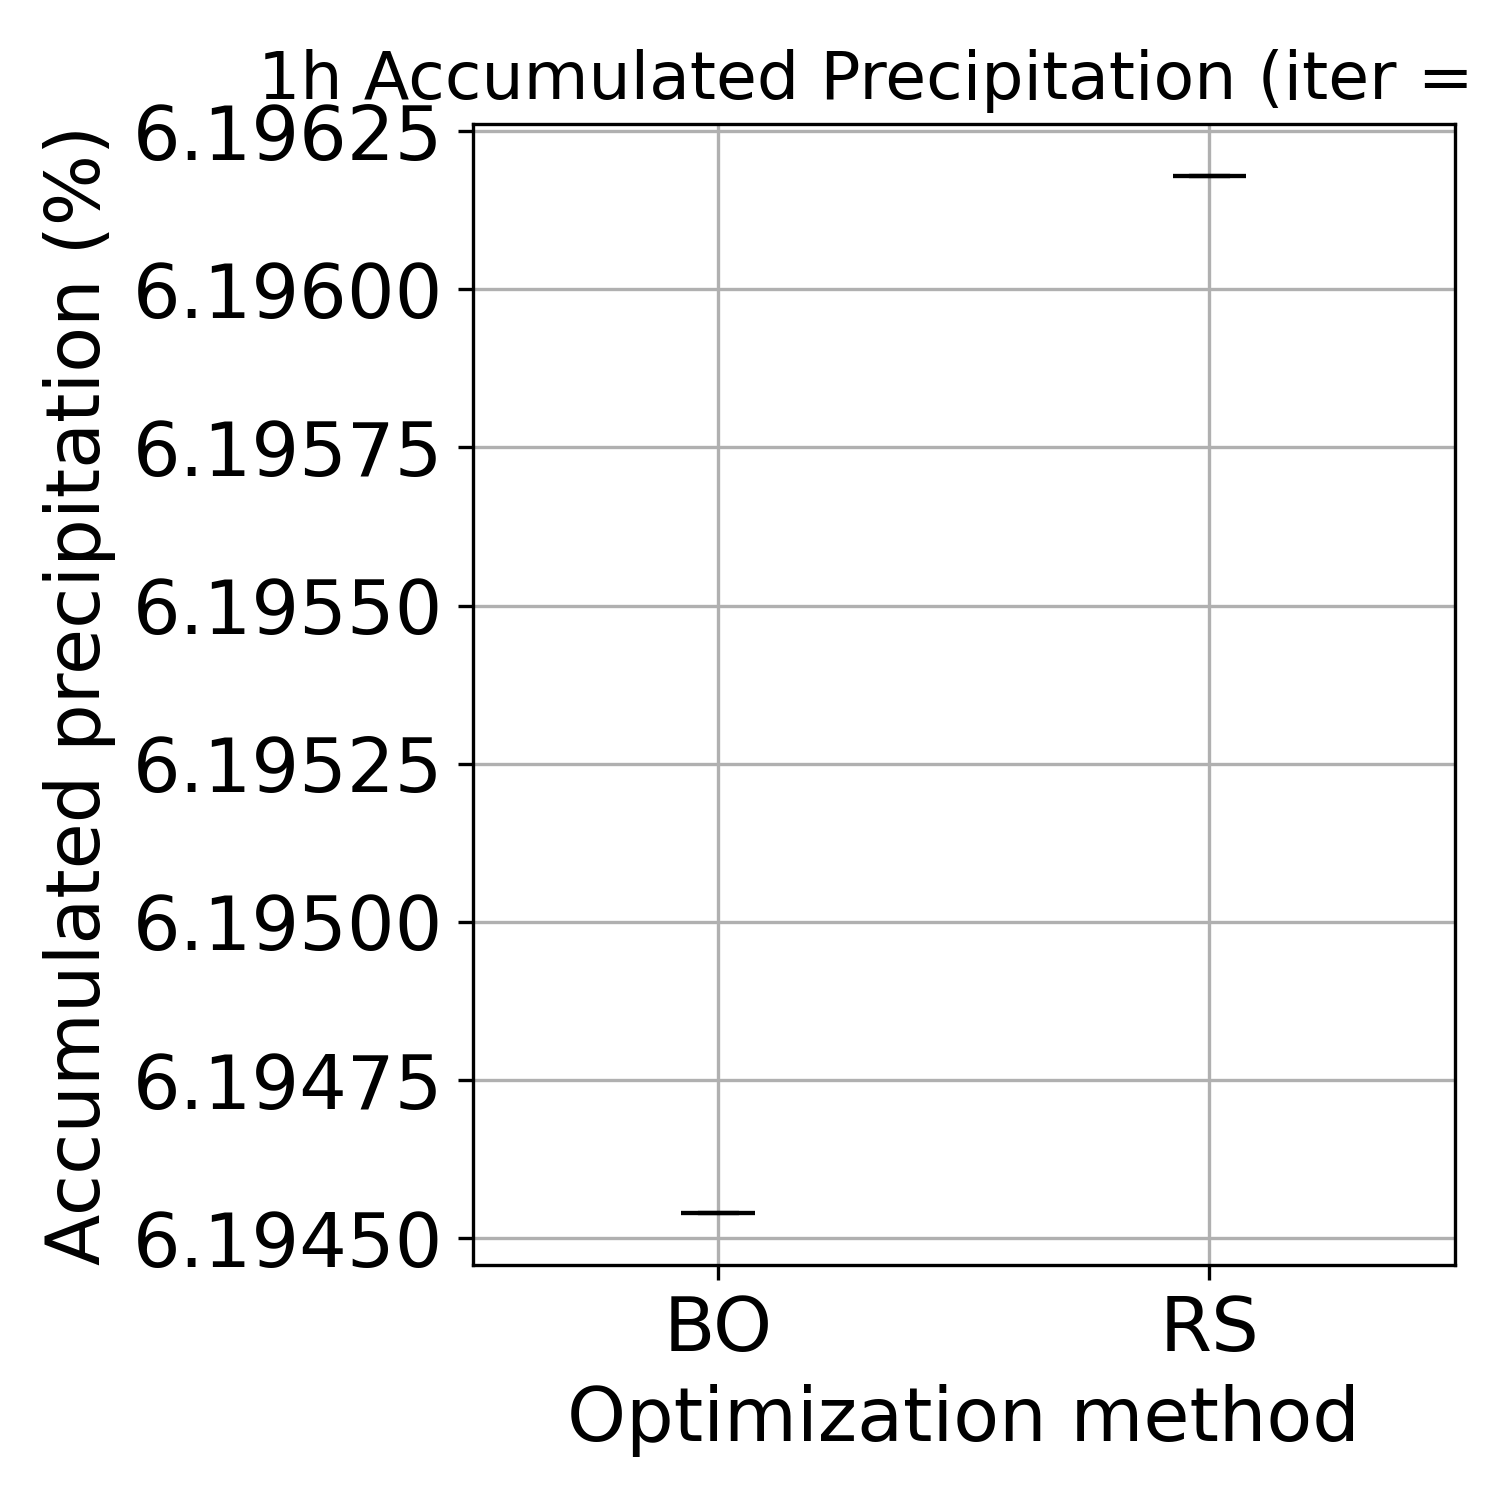 1h Accumulated Precipitation (iter =
Accumulated precipitation (%)
6.19625
6.19600
6.19575
6.19550
6.19525
6.19500
6.19475
6.19450
BO
RS
Optimization method